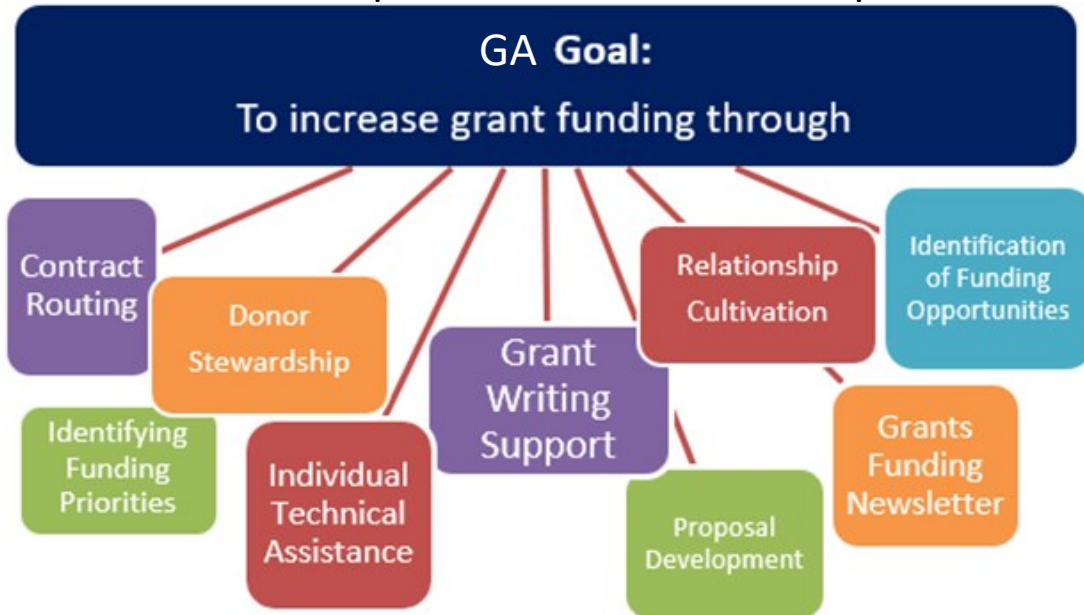 GA Goal:
To increase grant funding through
Contract
Routing
Donor
Stewardship
Identifying
Funding
Priorities
Individual
Technical
Assistance
Grant
Writing
Support
Relationship
Cultivation
Proposal
Development
Identification
of Funding
Opportunities
Grants
Funding
Newsletter